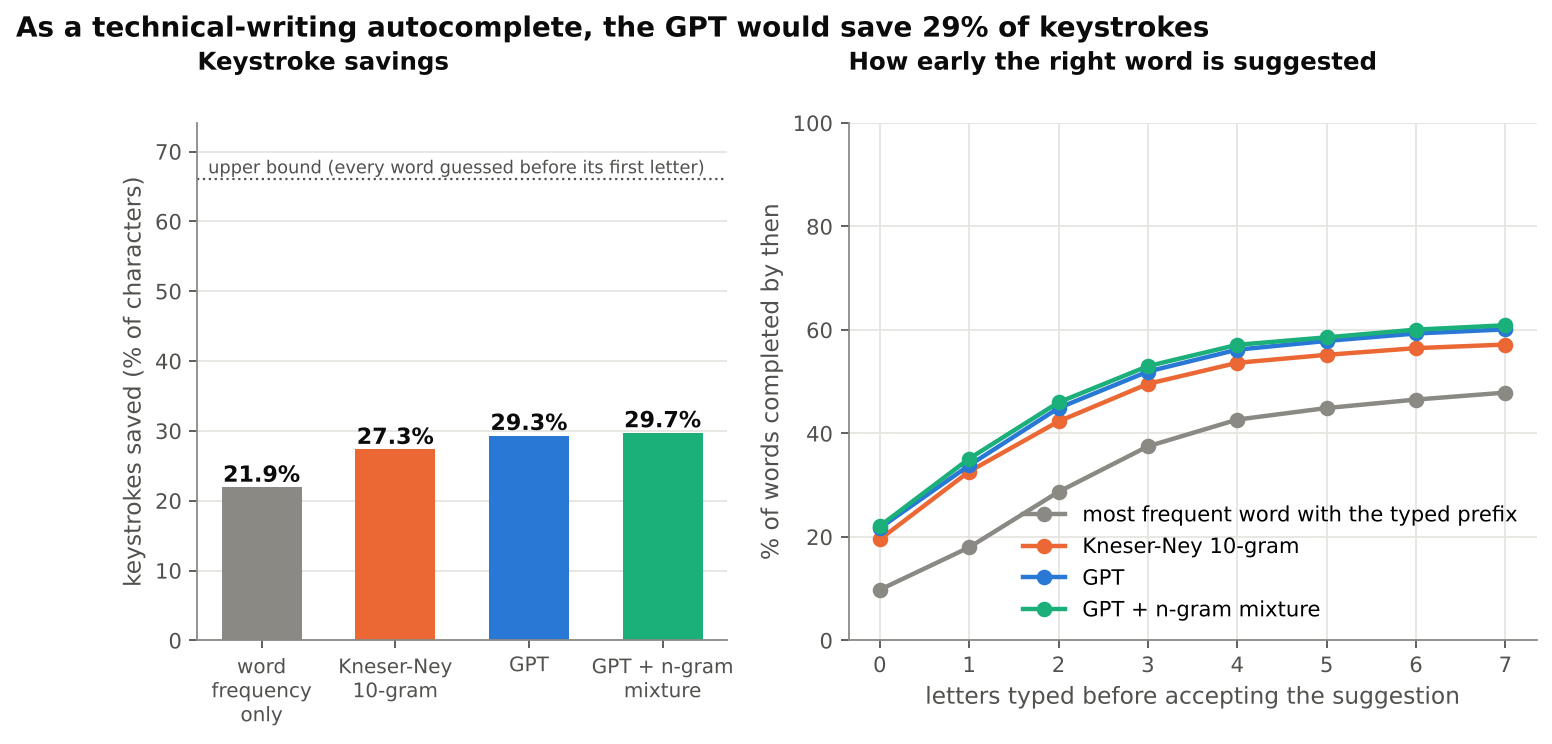 As a technical-writing autocomplete, the GPT would save 29% of keystrokes
Keystroke savings
keystrokes saved (% of characters)
70
60
50
40
30
20
10
0
upper bound (every word guessed before its first letter)
21.9%
27.3%
29.3%
29.7%
word
frequency
only
Kneser-Ney
10-gram
GPT
GPT + n-gram
mixture
How early the right word is suggested
% of words completed by then
100
80
60
40
20
0
most frequent word with the typed prefix
Kneser-Ney 10-gram
GPT
GPT + n-gram mixture
0 1 2 3 4 5 6 7
letters typed before accepting the suggestion